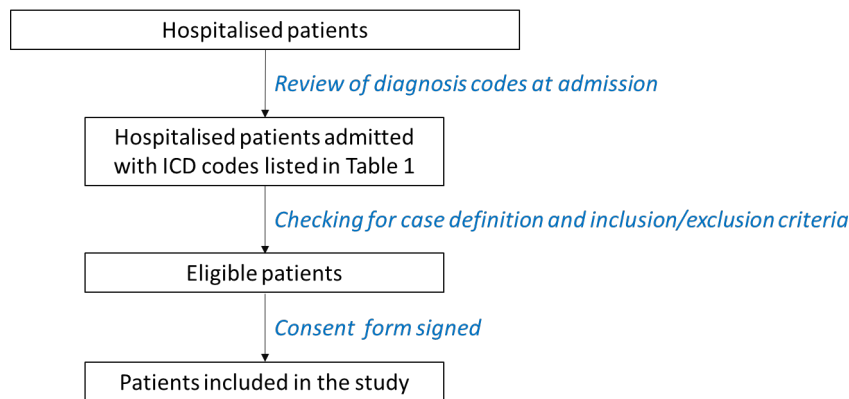 Hospitalised patients
Review of diagnosis codes at admission
Hospitalised patients admitted
with ICD codes listed in Table 1
Checking for case definition and inclusion/exclusion criteria
Eligible patients
Consent form signed
Patients included in the study